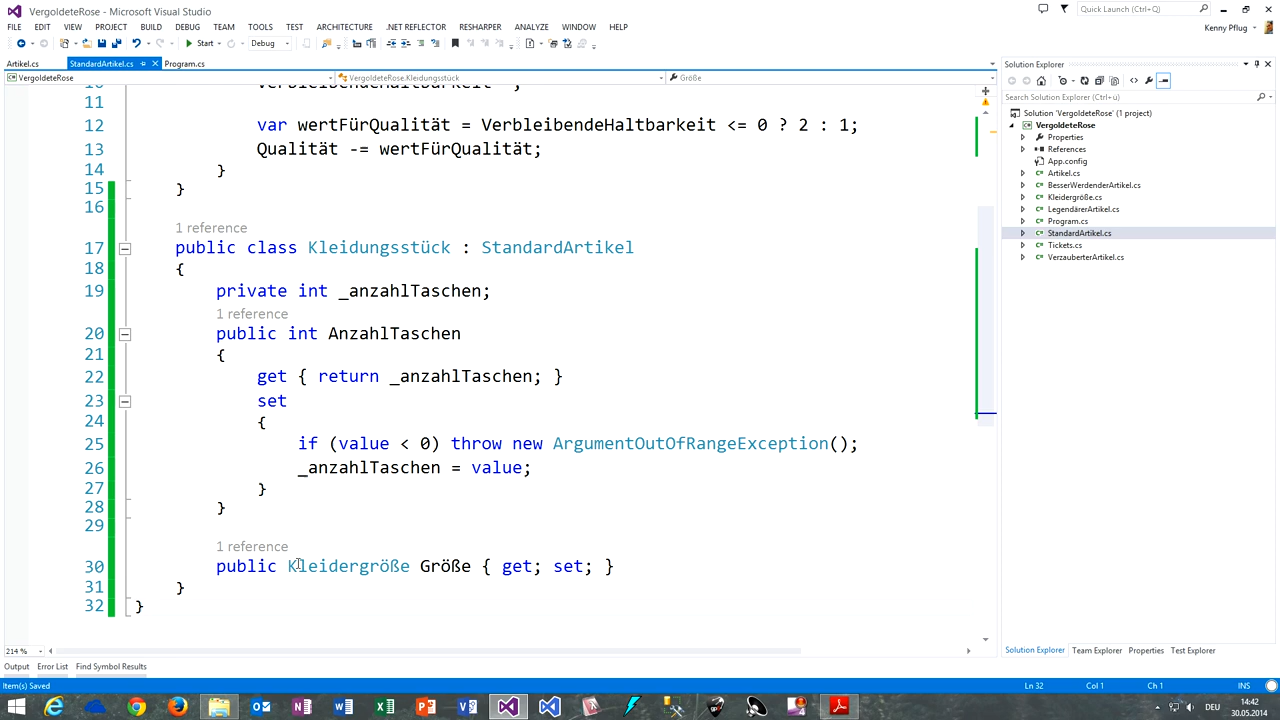 VergoldeteRose - Microsoft Visual Studio
Quick Launch (Ctrl+Q)
FILE EDIT VIEW PROJECT BUILD DEBUG TEAM TOOLS TEST ARCHITECTURE .NET REFLECTOR RESHARPER ANALYZE WINDOW HELP
Kenny Pflug
Start Debug
Artikel.cs StandardArtikel.cs Program.cs
VergoldeteRose VergoldeteRose.Kleidungsstück Größe
11
12 var wertFürQualität = VerbleibendeHaltbarkeit <= 0 ? 2 : 1;
13 Qualität -= wertFürQualität;
14 }
15 }
16
1 reference
17 public class Kleidungsstück : StandardArtikel
18 {
19 private int _anzahlTaschen;
1 reference
20 public int AnzahlTaschen
21 {
22 get { return _anzahlTaschen; }
23 set
24 {
25 if (value < 0) throw new ArgumentOutOfRangeException();
26 _anzahlTaschen = value;
27 }
28 }
29
1 reference
30 public Kleidergröße Größe { get; set; }
31 }
32 }
214 %
Solution Explorer
Search Solution Explorer (Ctrl+ü)
Solution 'VergoldeteRose' (1 project)
VergoldeteRose
Properties
References
App.config
Artikel.cs
BesserWerdenderArtikel.cs
Kleidergröße.cs
LegendärerArtikel.cs
Program.cs
StandardArtikel.cs
Tickets.cs
VerzauberterArtikel.cs
Solution Explorer Team Explorer Properties Test Explorer
Output Error List Find Symbol Results
Item(s) Saved Ln 32 Col 1 Ch 1 INS
DEU 14:42
30.05.2014